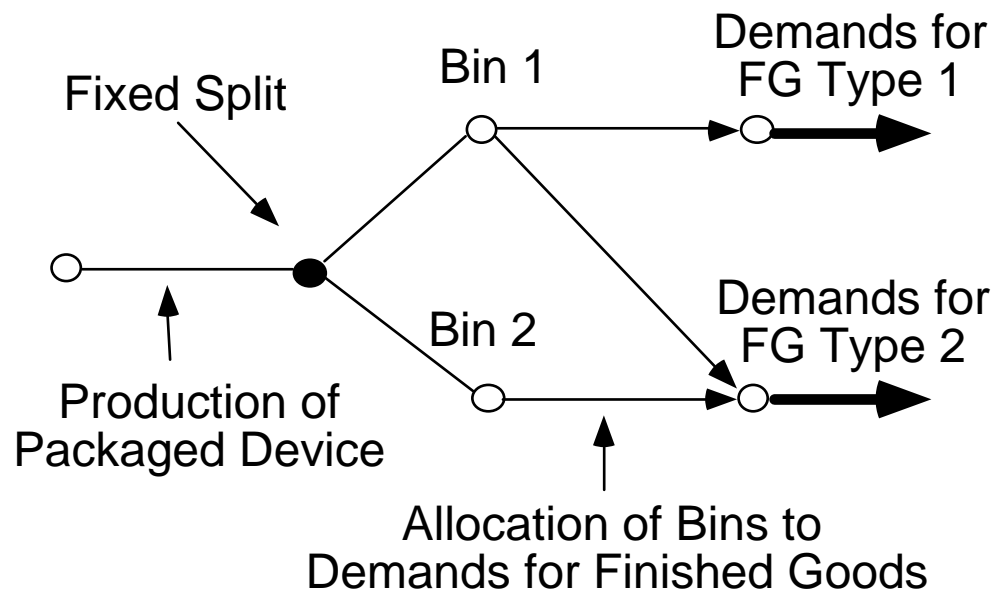 Fixed Split
Bin 1
Demands for
FG Type 1
Bin 2
Demands for
FG Type 2
Production of
Packaged Device
Allocation of Bins to
Demands for Finished Goods